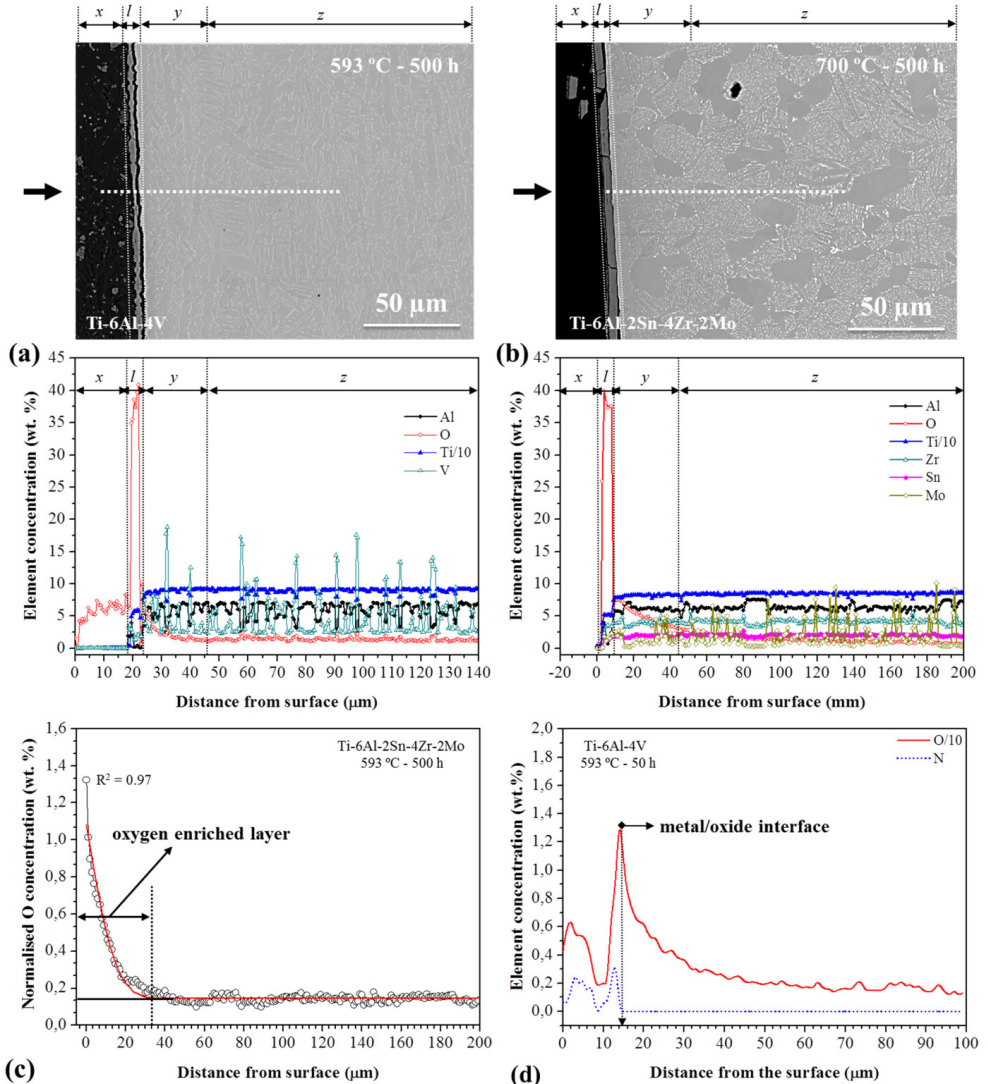 x l y z
x l y z
593 °C - 500 h
700 °C - 500 h
50 µm
50 µm
Ti-6Al-4V
Ti-6Al-2Sn-4Zr-2Mo
(a)
(b)
45
40
35
30
25
20
15
10
5
0
Element concentration (wt. %)
x l y z
Al
O
Ti/10
V
0 10 20 30 40 50 60 70 80 90 100 110 120 130 140
Distance from surface (µm)
45
40
35
30
25
20
15
10
5
0
Element concentration (wt. %)
x l y z
Al
O
Ti/10
Zr
Sn
Mo
-20 0 20 40 60 80 100 120 140 160 180 200
Distance from surface (mm)
1,6
1,4
1,2
1,0
0,8
0,6
0,4
0,2
0,0
Normalised O concentration (wt. %)
Ti-6Al-2Sn-4Zr-2Mo
593 °C - 500 h
R² = 0.97
oxygen enriched layer
0 20 40 60 80 100 120 140 160 180 200
Distance from surface (µm)
(c)
2,0
1,8
1,6
1,4
1,2
1,0
0,8
0,6
0,4
0,2
0,0
Element concentration (wt.%)
Ti-6Al-4V
593 °C - 50 h
O/10
N
metal/oxide interface
0 10 20 30 40 50 60 70 80 90 100
Distance from the surface (µm)
(d)